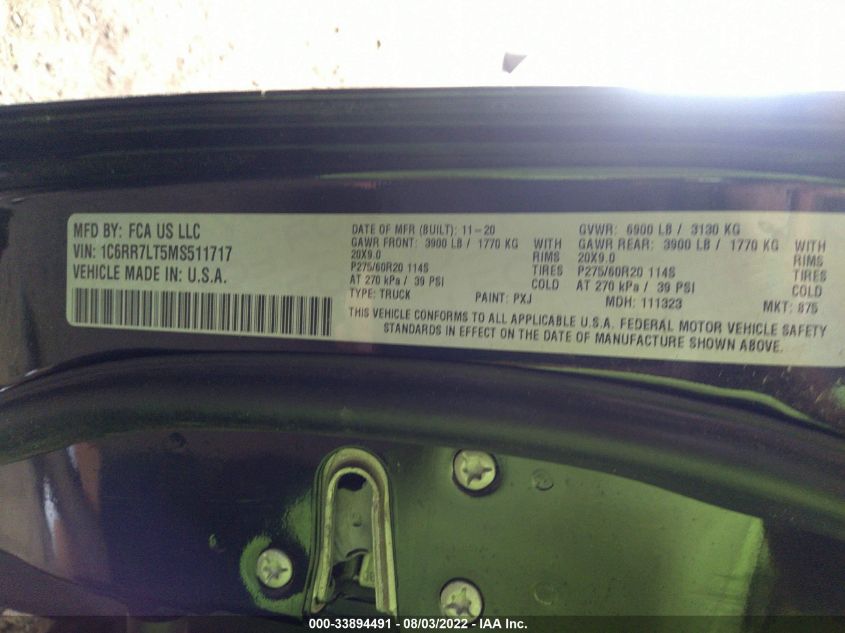 MFD BY: FCA US LLC
VIN: 1C6RR7LT5MS511717
VEHICLE MADE IN: U.S.A.
DATE OF MFR (BUILT): 11-20
GAWR FRONT: 3900 LB / 1770 KG WITH
20X9.0 RIMS
P275/60R20 114S TIRES
AT 270 kPa / 39 PSI COLD
TYPE: TRUCK PAINT: PXJ
GVWR: 6900 LB / 3130 KG
GAWR REAR: 3900 LB / 1770 KG WITH
20X9.0 RIMS
P275/60R20 114S TIRES
AT 270 kPa / 39 PSI COLD
MDH: 111323 MKT: 875
THIS VEHICLE CONFORMS TO ALL APPLICABLE U.S.A. FEDERAL MOTOR VEHICLE SAFETY
STANDARDS IN EFFECT ON THE DATE OF MANUFACTURE SHOWN ABOVE.
000-33894491 - 08/03/2022 - IAA Inc.